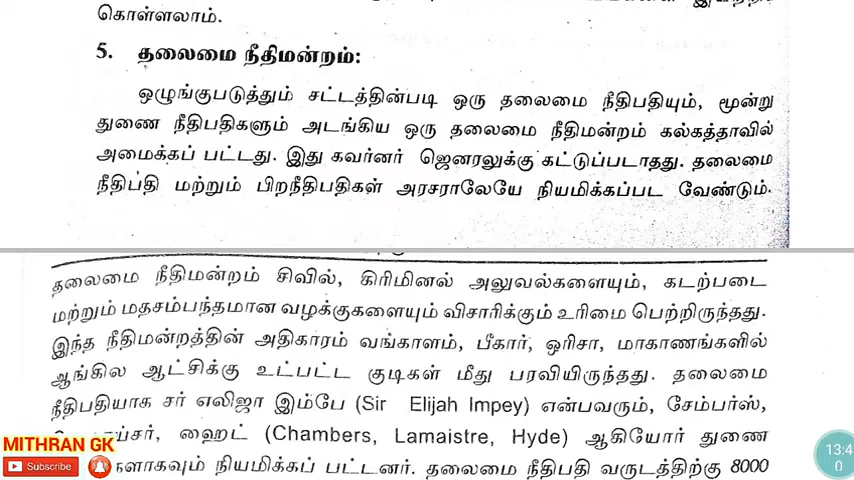 கொள்ளலாம்.
5. தலைமை நீதிமன்றம்:
ஒழுங்குபடுத்தும் சட்டத்தின்படி ஒரு தலைமை நீதிபதியும், மூன்று
துணை நீதிபதிகளும் அடங்கிய ஒரு தலைமை நீதிமன்றம் கல்கத்தாவில்
அமைக்கப் பட்டது. இது கவர்னர் ஜெனரலுக்கு கட்டுப்படாதது. தலைமை
நீதிபதி மற்றும் பிறநீதிபதிகள் அரசராலேயே நியமிக்கப்பட வேண்டும்.
தலைமை நீதிமன்றம் சிவில், கிரிமினல் அலுவல்களையும், கடற்படை
மற்றும் மதசம்பந்தமான வழக்குகளையும் விசாரிக்கும் உரிமை பெற்றிருந்தது.
இந்த நீதிமன்றத்தின் அதிகாரம் வங்காளம், பீகார், ஒரிசா, மாகாணங்களில்
ஆங்கில ஆட்சிக்கு உட்பட்ட குடிகள் மீது பரவியிருந்தது. தலைமை
நீதிபதியாக சர் எலிஜா இம்பே (Sir Elijah Impey) என்பவரும், சேம்பர்ஸ்,
ஹைட் (Chambers, Lamaistre, Hyde) ஆகியோர் துணை
நியமிக்கப் பட்டனர். தலைமை நீதிபதி வருடத்திற்கு 8000
MITHRAN GK
Subscribe
13:4
0